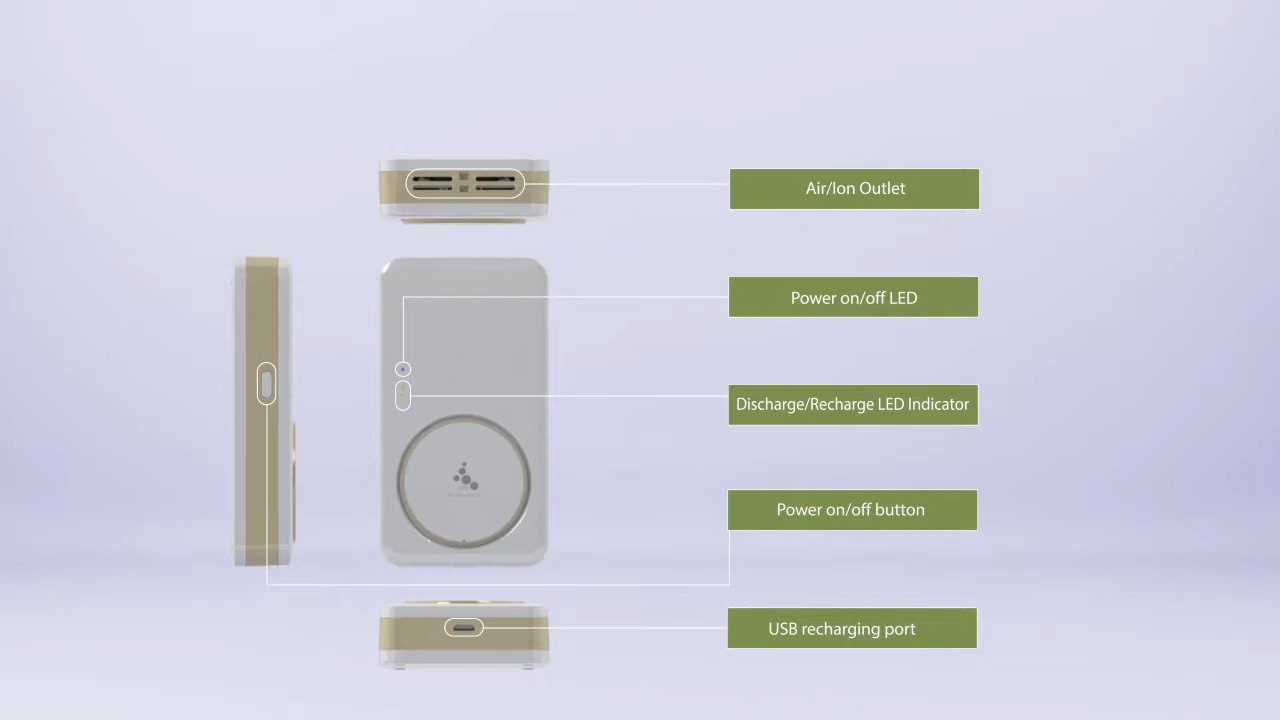 Air/Ion Outlet
Power on/off LED
Discharge/Recharge LED Indicator
Power on/off button
USB recharging port